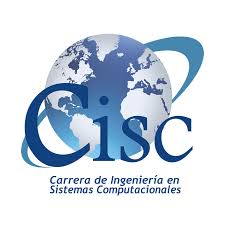 Cisc
Carrera de Ingeniería en
Sistemas Computacionales